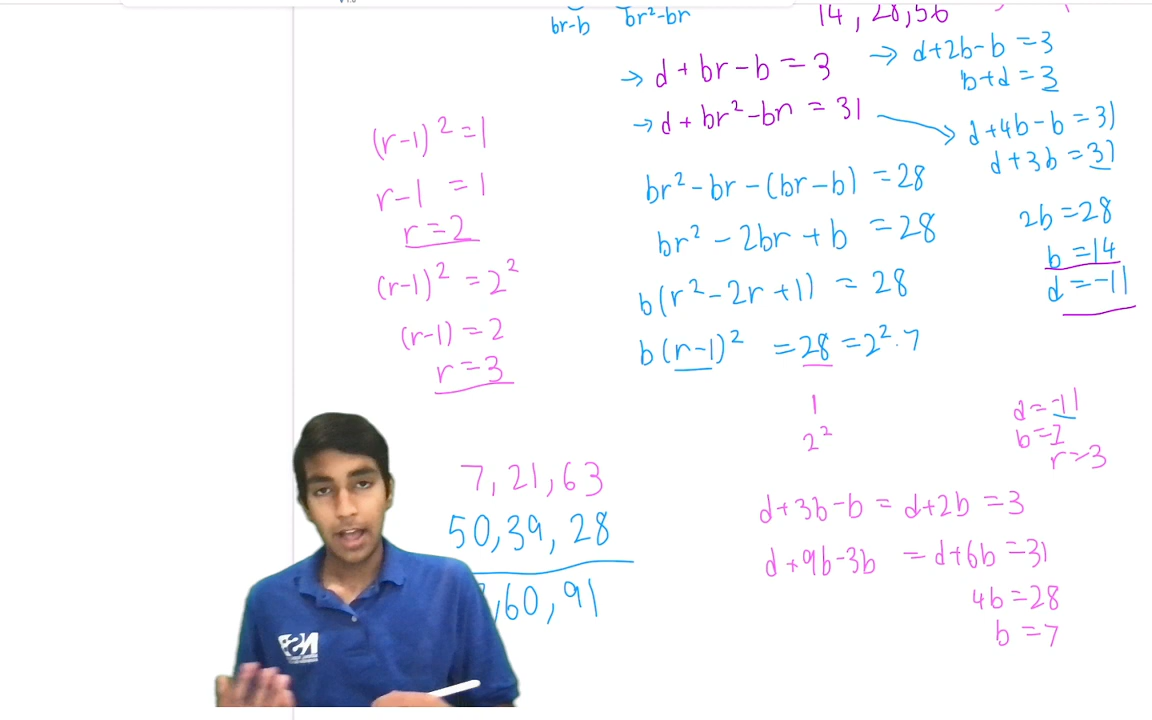 br-b br²-br
14, 28, 56
→ d+br-b = 3
→ d+br²-br = 31
→ d+2b-b = 3
b+d = 3
d+4b-b = 31
d+3b = 31
2b = 28
b = 14
d = -11
(r-1)² = 1
r-1 = 1
r = 2
(r-1)² = 2²
(r-1) = 2
r = 3
br²-br-(br-b) = 28
br²-2br+b = 28
b(r²-2r+1) = 28
b(r-1)² = 28 = 2²·7
1
2²
d = -11
r = 3
7, 21, 63
50, 39, 28
, 60, 91
d+3b-b = d+2b = 3
d+9b-3b = d+6b = 31
4b = 28
b = 7